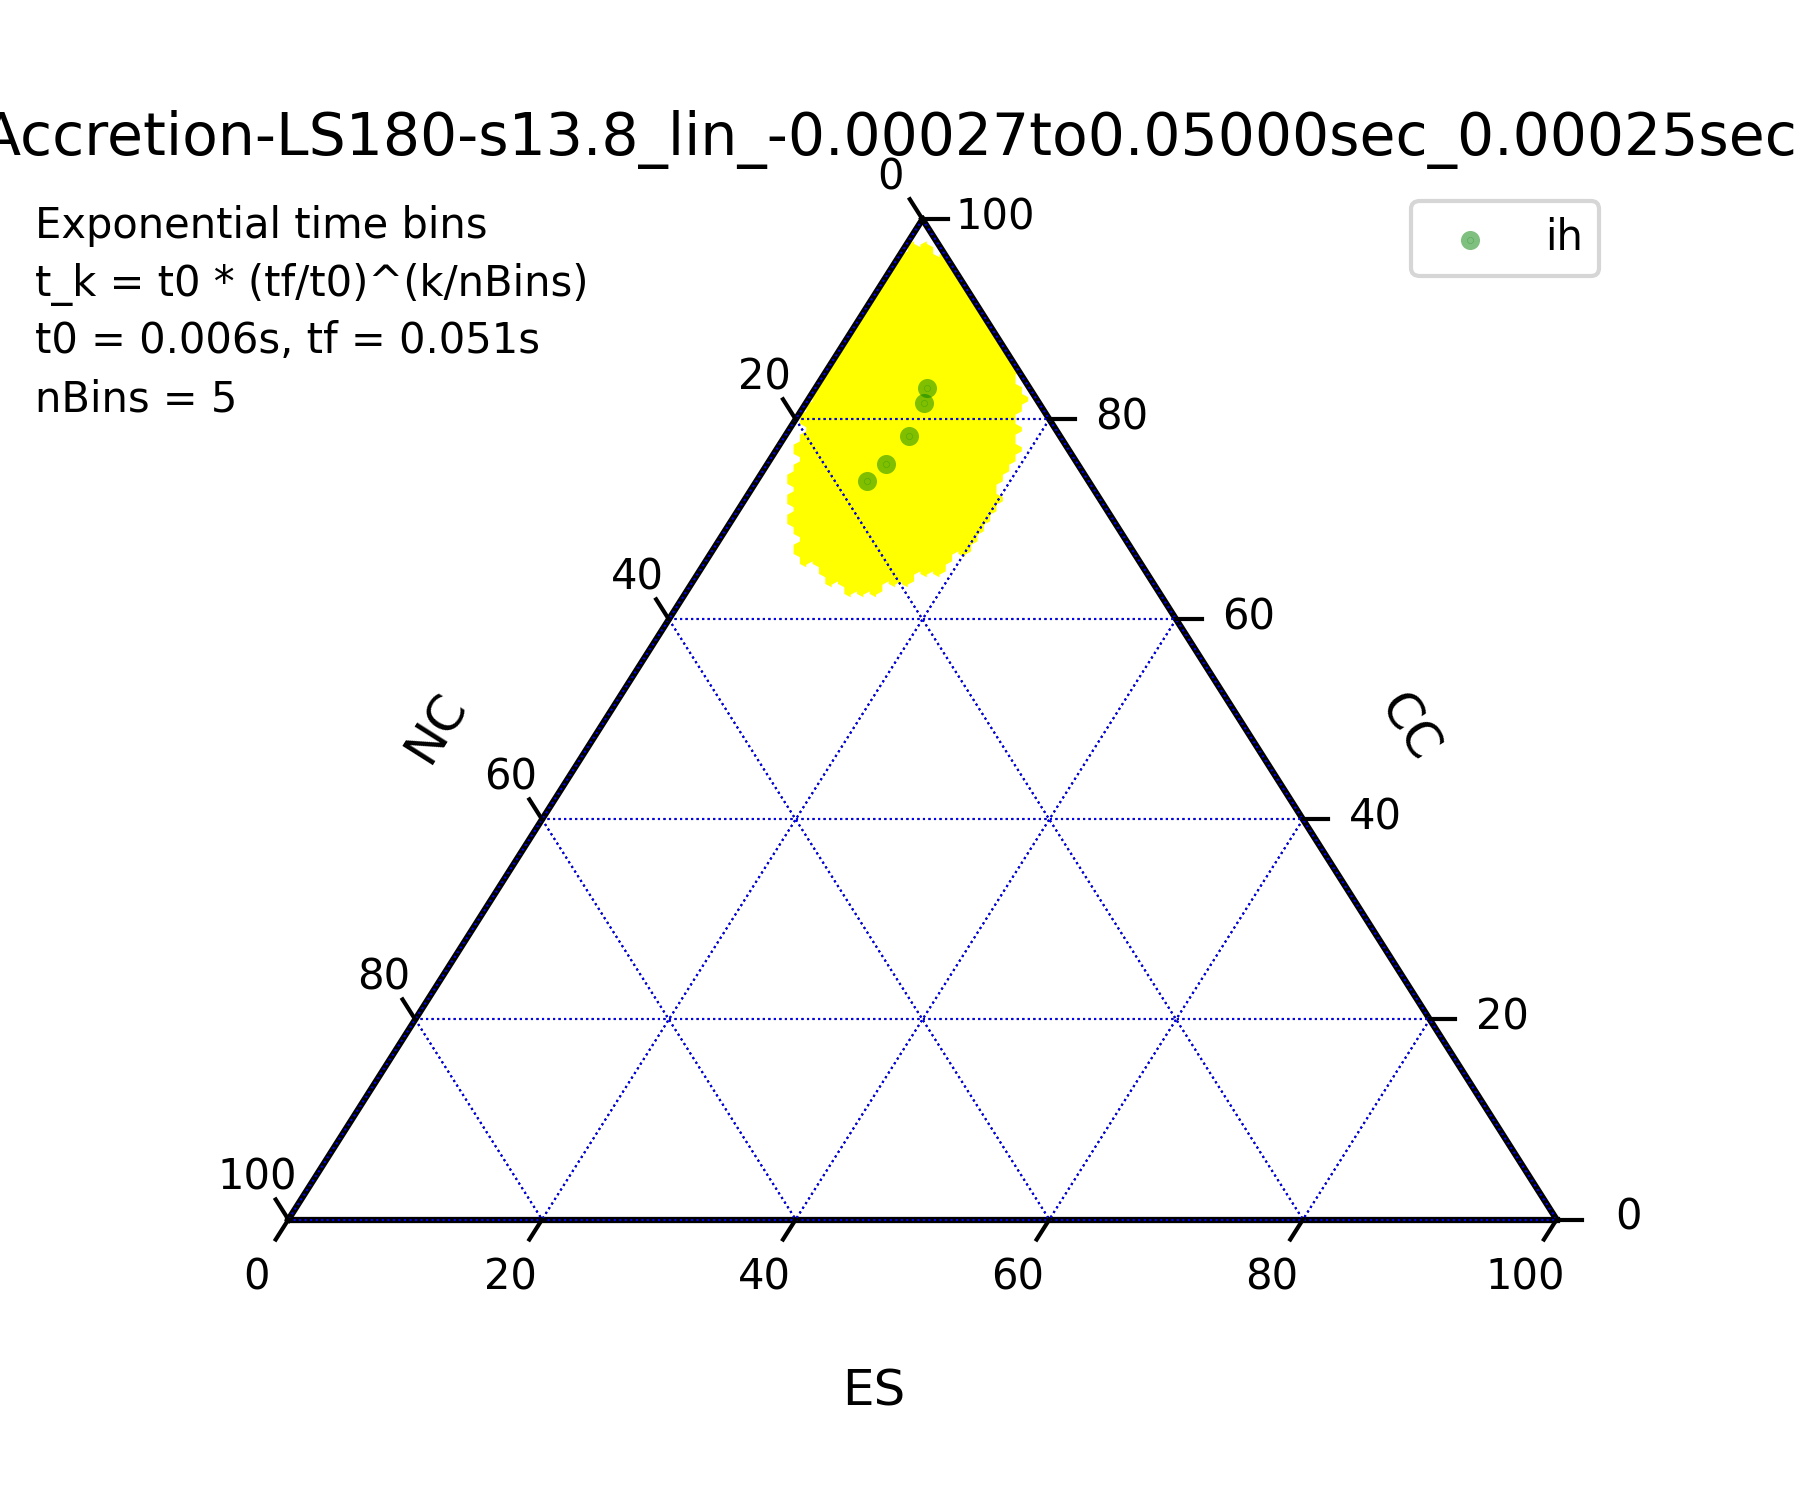 Accretion-LS180-s13.8_lin_-0.00027to0.05000sec_0.00025sec
Exponential time bins
t_k = t0 * (tf/t0)^(k/nBins)
t0 = 0.006s, tf = 0.051s
nBins = 5
ih
0
100
20
80
40
60
NC
CC
60
40
80
20
100
0
0
20
40
60
80
100
ES